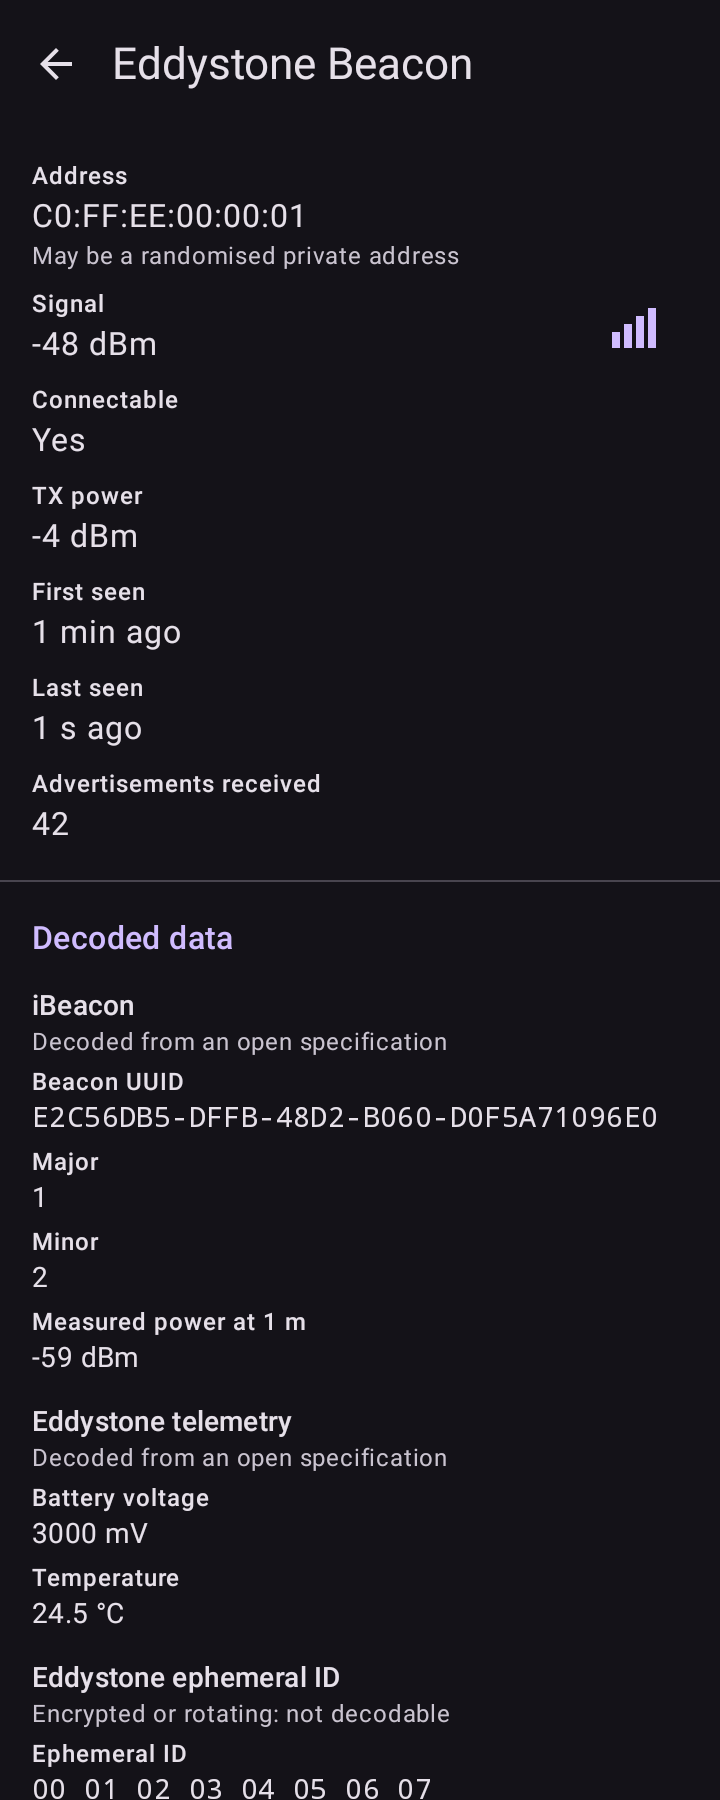 Eddystone Beacon
Address
C0:FF:EE:00:00:01
May be a randomised private address
Signal
-48 dBm
Connectable
Yes
TX power
-4 dBm
First seen
1 min ago
Last seen
1 s ago
Advertisements received
42
Decoded data
iBeacon
Decoded from an open specification
Beacon UUID
E2C56DB5-DFFB-48D2-B060-D0F5A71096E0
Major
1
Minor
2
Measured power at 1 m
-59 dBm
Eddystone telemetry
Decoded from an open specification
Battery voltage
3000 mV
Temperature
24.5 °C
Eddystone ephemeral ID
Encrypted or rotating: not decodable
Ephemeral ID
00 01 02 03 04 05 06 07